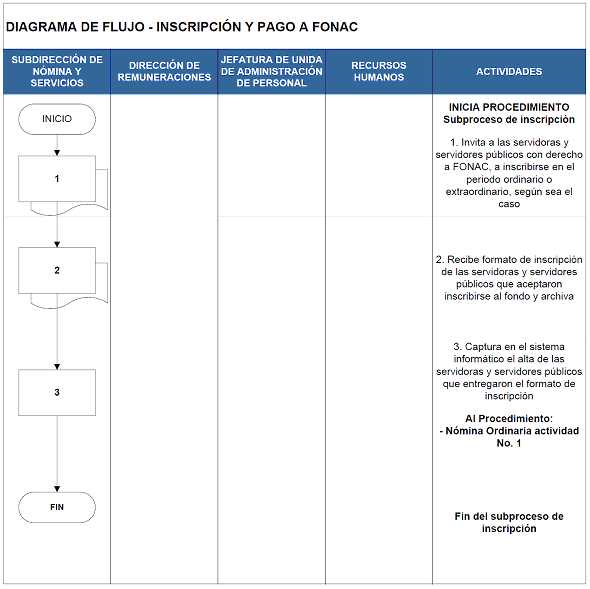 DIAGRAMA DE FLUJO - INSCRIPCIÓN Y PAGO A FONAC
SUBDIRECCIÓN DE
NÓMINA Y
SERVICIOS
DIRECCIÓN DE
REMUNERACIONES
JEFATURA DE UNIDA
DE ADMINISTRACIÓN
DE PERSONAL
RECURSOS
HUMANOS
ACTIVIDADES
INICIO
INICIA PROCEDIMIENTO
Subproceso de inscripción
1
1. Invita a las servidoras y
servidores públicos con derecho
a FONAC, a inscribirse en el
periodo ordinario o
extraordinario, según sea el
caso
2
2. Recibe formato de inscripción
de las servidoras y servidores
públicos que aceptaron
inscribirse al fondo y archiva
3
3. Captura en el sistema
informático el alta de las
servidoras y servidores públicos
que entregaron el formato de
inscripción
Al Procedimiento:
- Nómina Ordinaria actividad
No. 1
FIN
Fin del subproceso de
inscripción